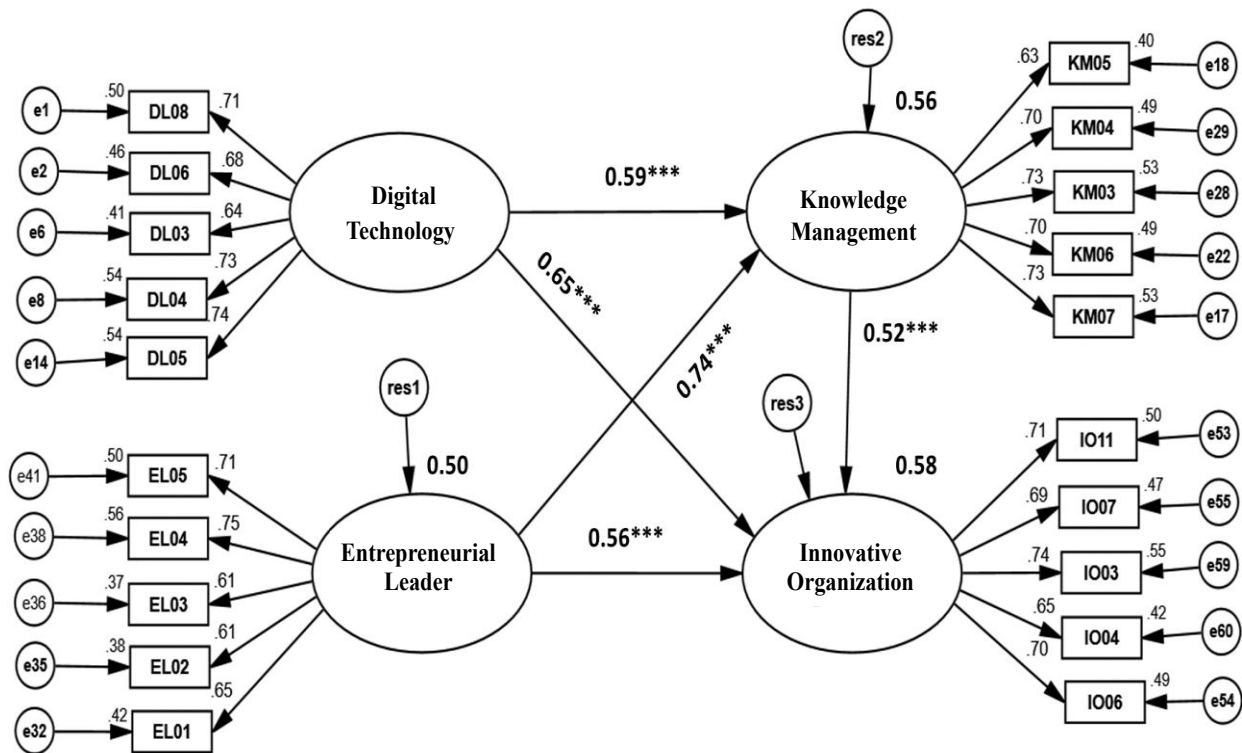 res2
.50
.71
e1
DL08
.46
.68
e2
DL06
.41
.64
e6
DL03
.73
.54
e8
DL04
.74
.54
e14
DL05
Digital
Technology
0.59***
0.65***
0.74***
0.56
Knowledge
Management
.63
.40
KM05
e18
.70
.49
KM04
e29
.73
.53
KM03
e28
.70
.49
KM06
e22
.73
.53
KM07
e17
0.52***
res1
0.50
res3
0.58
.50
.71
e41
EL05
.56
.75
e38
EL04
.37
.61
e36
EL03
.38
.61
e35
EL02
.65
.42
e32
EL01
Entrepreneurial
Leader
0.56***
Innovative
Organization
.71
.50
IO11
e53
.69
.47
IO07
e55
.74
.55
IO03
e59
.65
.42
IO04
e60
.70
.49
IO06
e54